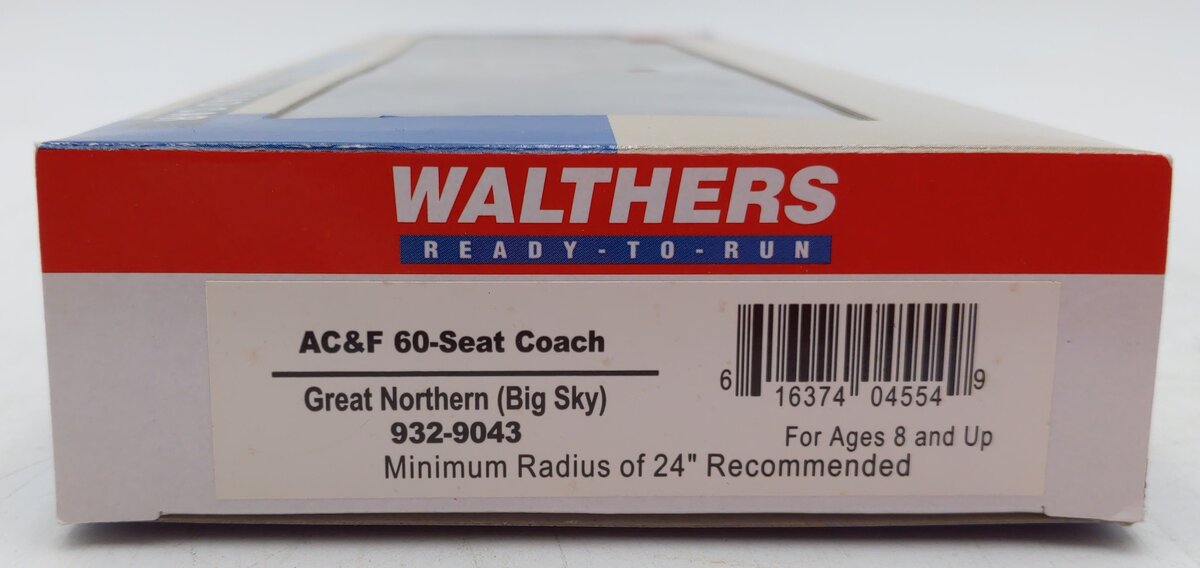 WALTHERS
READY-TO-RUN
AC&F 60-Seat Coach
Great Northern (Big Sky)
932-9043
6 16374 04554 9
For Ages 8 and Up
Minimum Radius of 24" Recommended